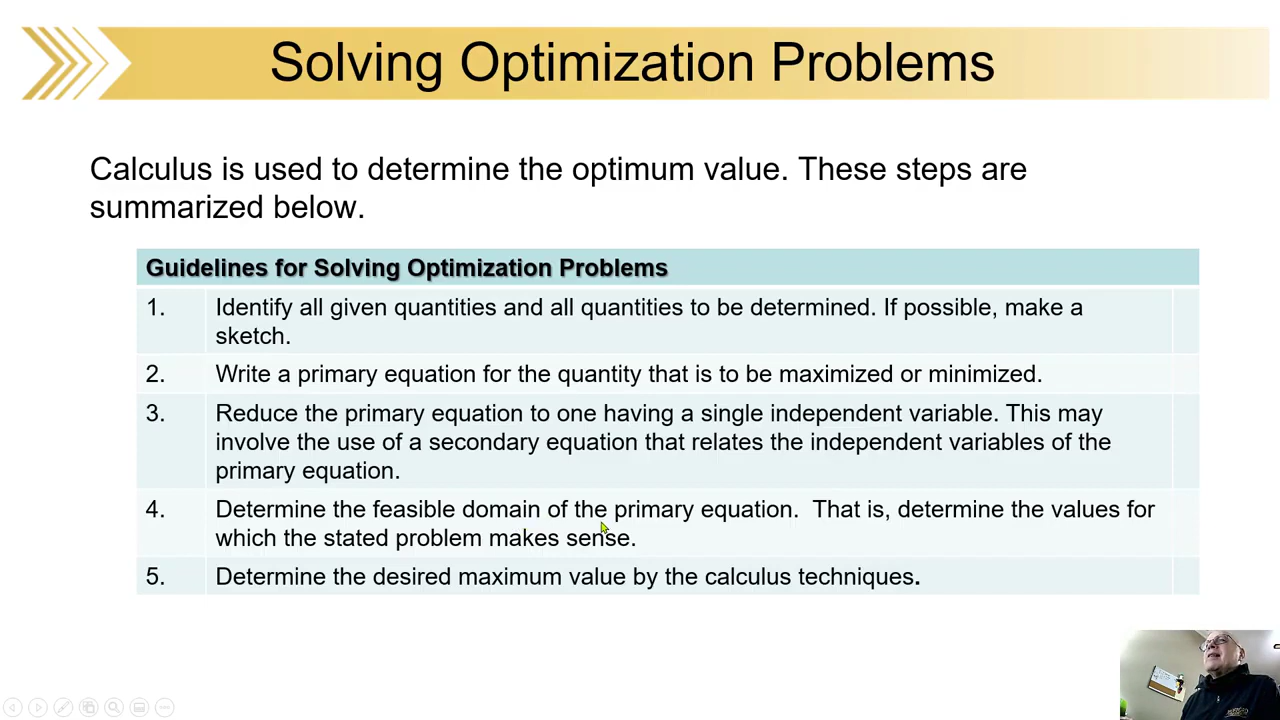 Solving Optimization Problems
Calculus is used to determine the optimum value. These steps are
summarized below.
Guidelines for Solving Optimization Problems
1. Identify all given quantities and all quantities to be determined. If possible, make a
sketch.
2. Write a primary equation for the quantity that is to be maximized or minimized.
3. Reduce the primary equation to one having a single independent variable. This may
involve the use of a secondary equation that relates the independent variables of the
primary equation.
4. Determine the feasible domain of the primary equation.  That is, determine the values for
which the stated problem makes sense.
5. Determine the desired maximum value by the calculus techniques.